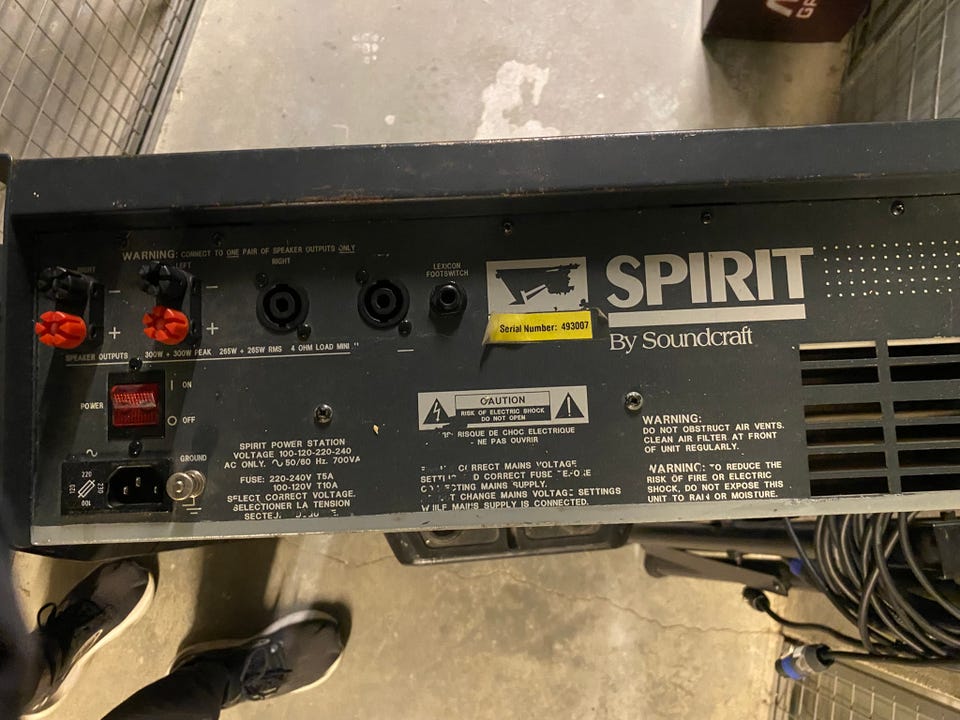 WARNING: CONNECT TO ONE PAIR OF SPEAKER OUTPUTS ONLY
LEFT
RIGHT
LEXICON
FOOTSWITCH
SPEAKER OUTPUTS 300W + 300W PEAK 265W + 265W RMS 4 OHM LOAD MINI
POWER
ON
OFF
GROUND
220
120
230
100
SPIRIT POWER STATION
VOLTAGE 100-120-220-240
AC ONLY. ~ 50/60 Hz. 700VA
FUSE: 220-240V T5A
100-120V T10A
SELECT CORRECT VOLTAGE.
SELECTIONER LA TENSION
Serial Number: 493007
SPIRIT
By Soundcraft
CAUTION
RISK OF ELECTRIC SHOCK
DO NOT OPEN
RISQUE DE CHOC ELECTRIQUE
- NE PAS OUVRIR
CORRECT MAINS VOLTAGE
CORRECT FUSE
MAINS SUPPLY.
CHANGE MAINS VOLTAGE SETTINGS
WHILE MAINS SUPPLY IS CONNECTED.
WARNING:
DO NOT OBSTRUCT AIR VENTS.
CLEAN AIR FILTER AT FRONT
OF UNIT REGULARLY.
WARNING: TO REDUCE THE
RISK OF FIRE OR ELECTRIC
SHOCK, DO NOT EXPOSE THIS
UNIT TO RAIN OR MOISTURE.